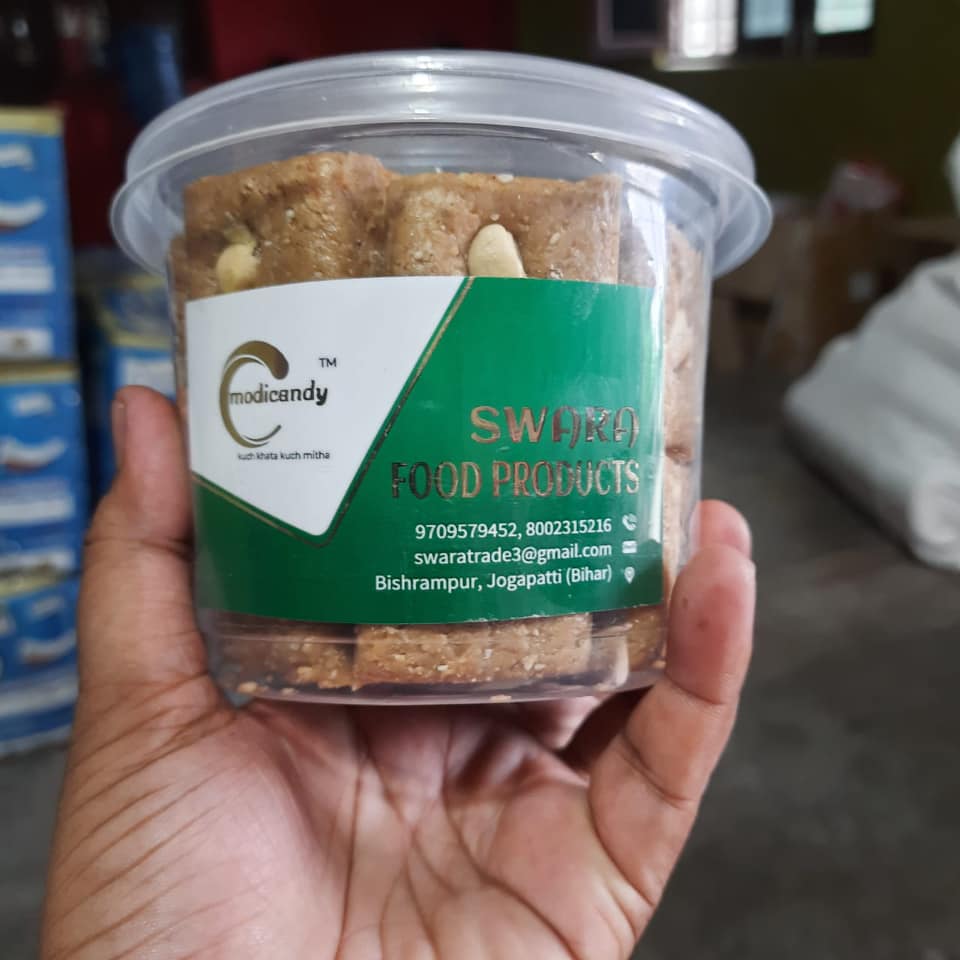 modicandy TM
kuch khata kuch mitha
SWARA
FOOD PRODUCTS
9709579452, 8002315216
swaratrade3@gmail.com
Bishrampur, Jogapatti (Bihar)